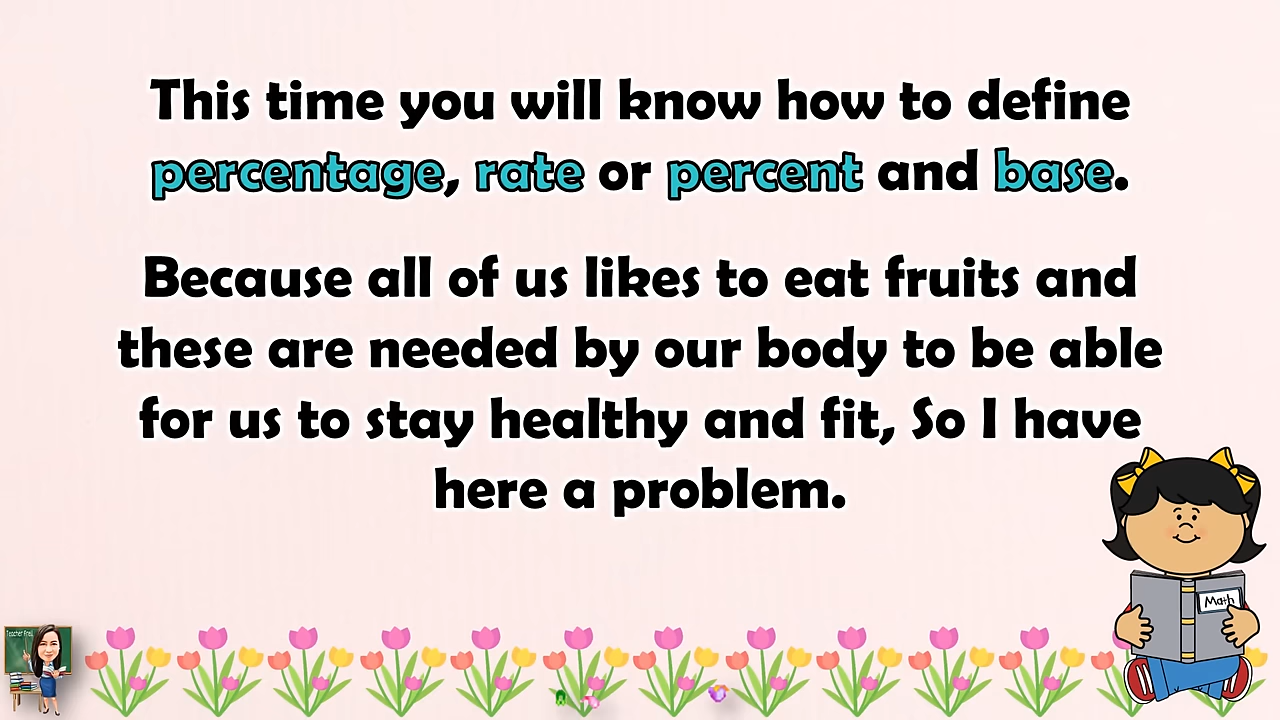 This time you will know how to define
percentage, rate or percent and base.
Because all of us likes to eat fruits and
these are needed by our body to be able
for us to stay healthy and fit, So I have
here a problem.
Math